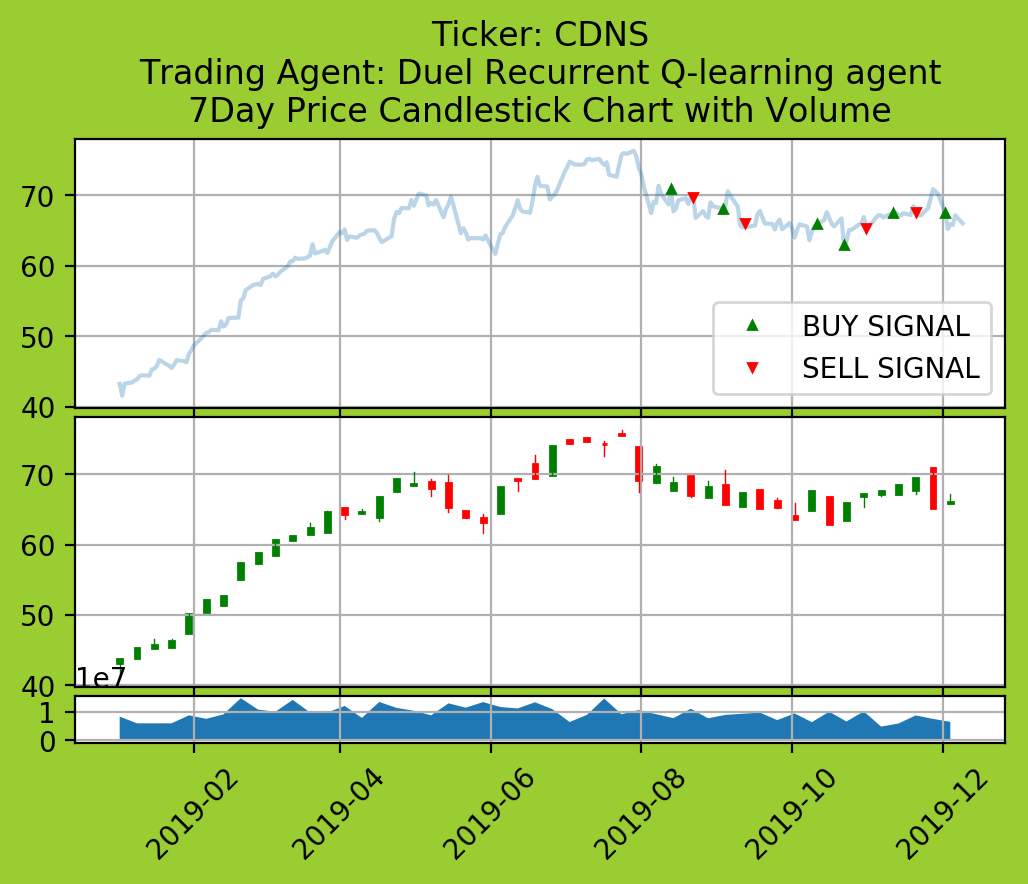 Ticker: CDNS
Trading Agent: Duel Recurrent Q-learning agent
7Day Price Candlestick Chart with Volume
70
60
50
40
BUY SIGNAL
SELL SIGNAL
70
60
50
40
1e7
1
0
2019-02
2019-04
2019-06
2019-08
2019-10
2019-12